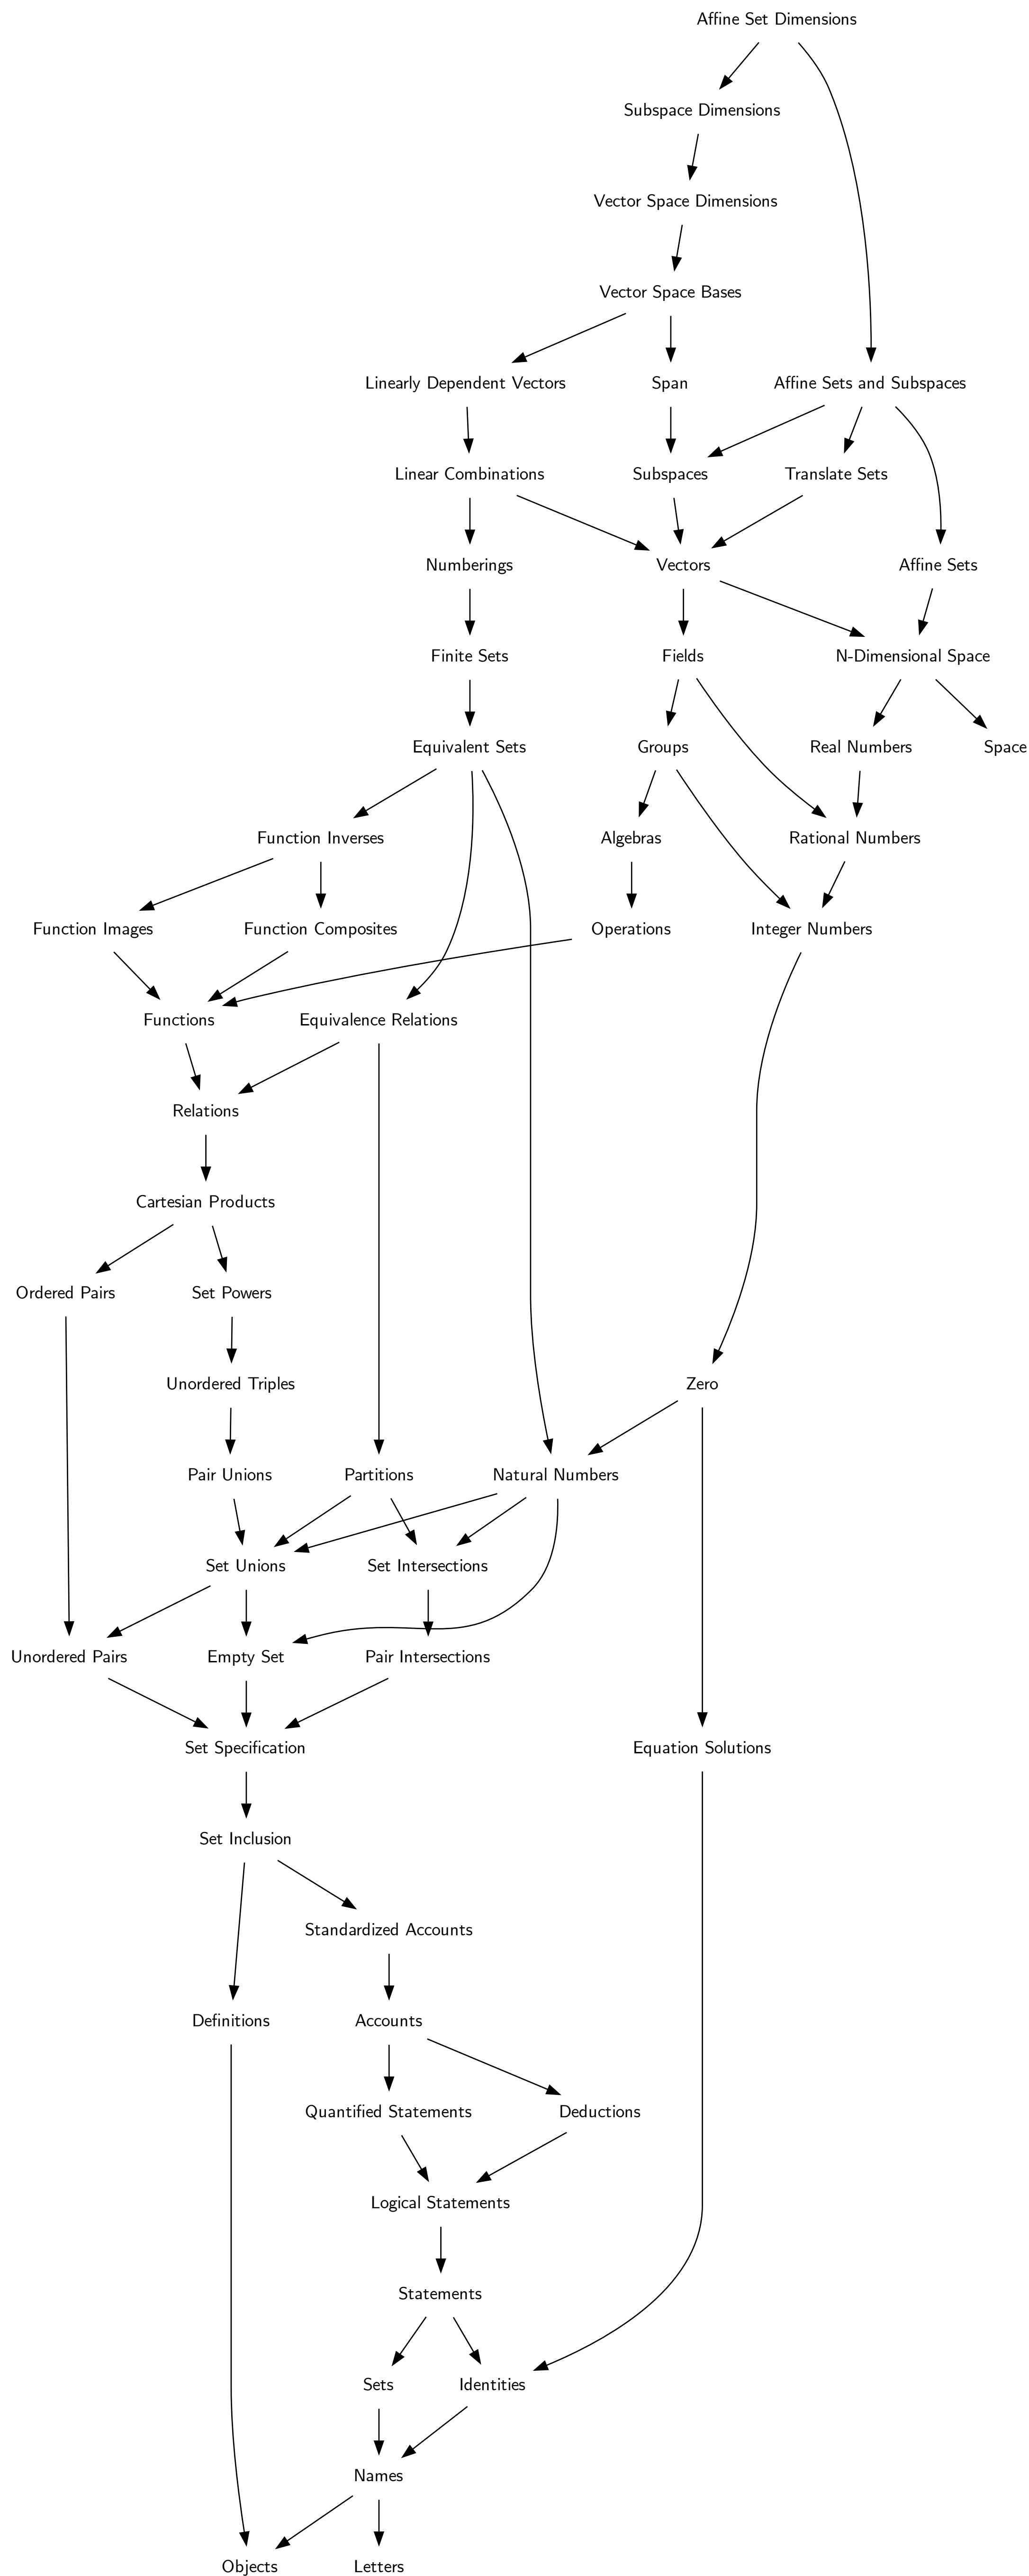 Affine Set Dimensions
Subspace Dimensions
Vector Space Dimensions
Vector Space Bases
Linearly Dependent Vectors
Span
Affine Sets and Subspaces
Linear Combinations
Subspaces
Translate Sets
Numberings
Vectors
Affine Sets
Finite Sets
Fields
N-Dimensional Space
Equivalent Sets
Groups
Real Numbers
Space
Function Inverses
Algebras
Rational Numbers
Function Images
Function Composites
Operations
Integer Numbers
Functions
Equivalence Relations
Relations
Cartesian Products
Ordered Pairs
Set Powers
Unordered Triples
Zero
Pair Unions
Partitions
Natural Numbers
Set Unions
Set Intersections
Unordered Pairs
Empty Set
Pair Intersections
Set Specification
Equation Solutions
Set Inclusion
Standardized Accounts
Definitions
Accounts
Quantified Statements
Deductions
Logical Statements
Statements
Sets
Identities
Names
Objects
Letters